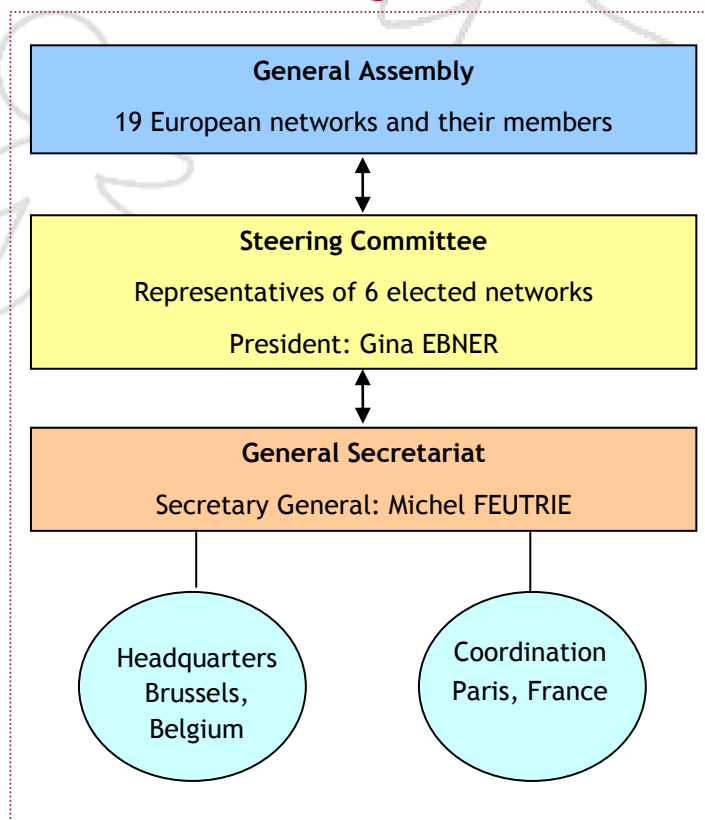 General Assembly
19 European networks and their members
Steering Committee
Representatives of 6 elected networks
President: Gina EBNER
General Secretariat
Secretary General: Michel FEUTRIE
Headquarters
Brussels,
Belgium
Coordination
Paris, France